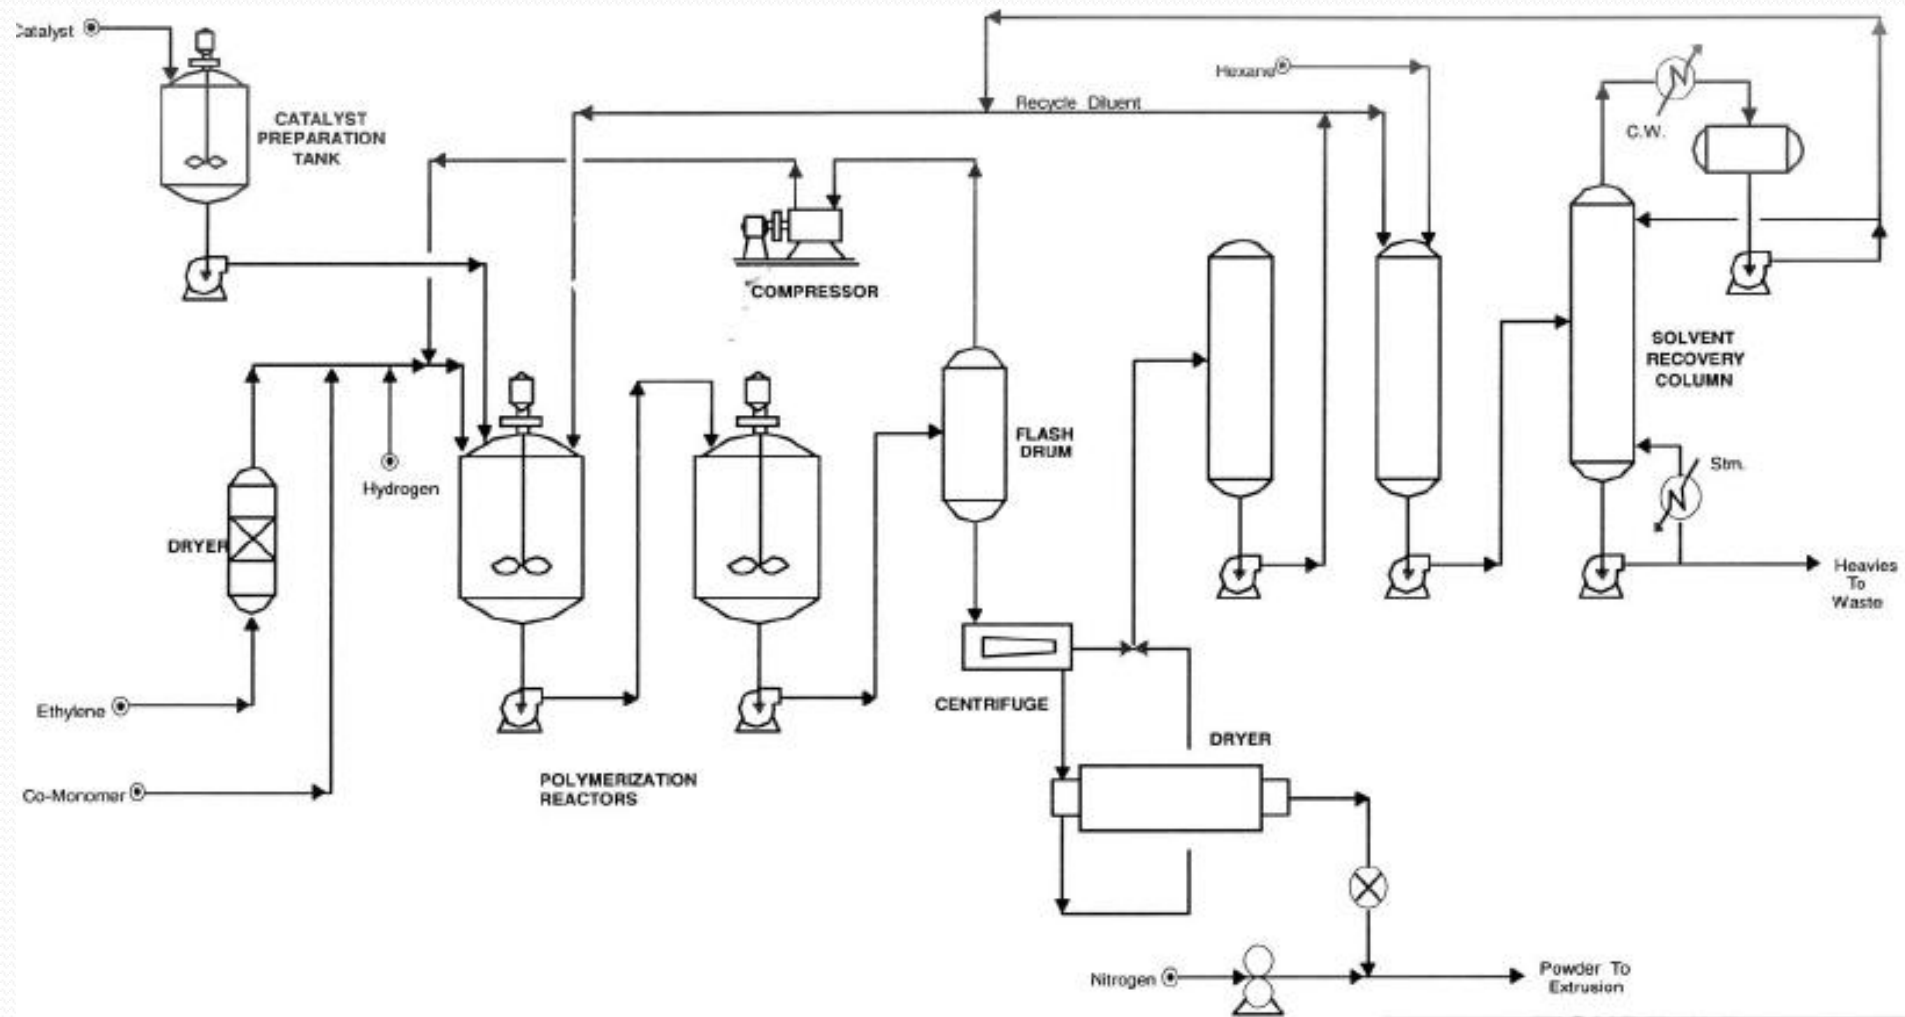 Catalyst
Hexane
Recycle Diluent
CATALYST
PREPARATION
TANK
C.W.
COMPRESSOR
SOLVENT
RECOVERY
COLUMN
FLASH
DRUM
Stm.
Hydrogen
DRYER
Heavies
To
Waste
Ethylene
CENTRIFUGE
DRYER
POLYMERIZATION
REACTORS
Co-Monomer
Nitrogen
Powder To
Extrusion